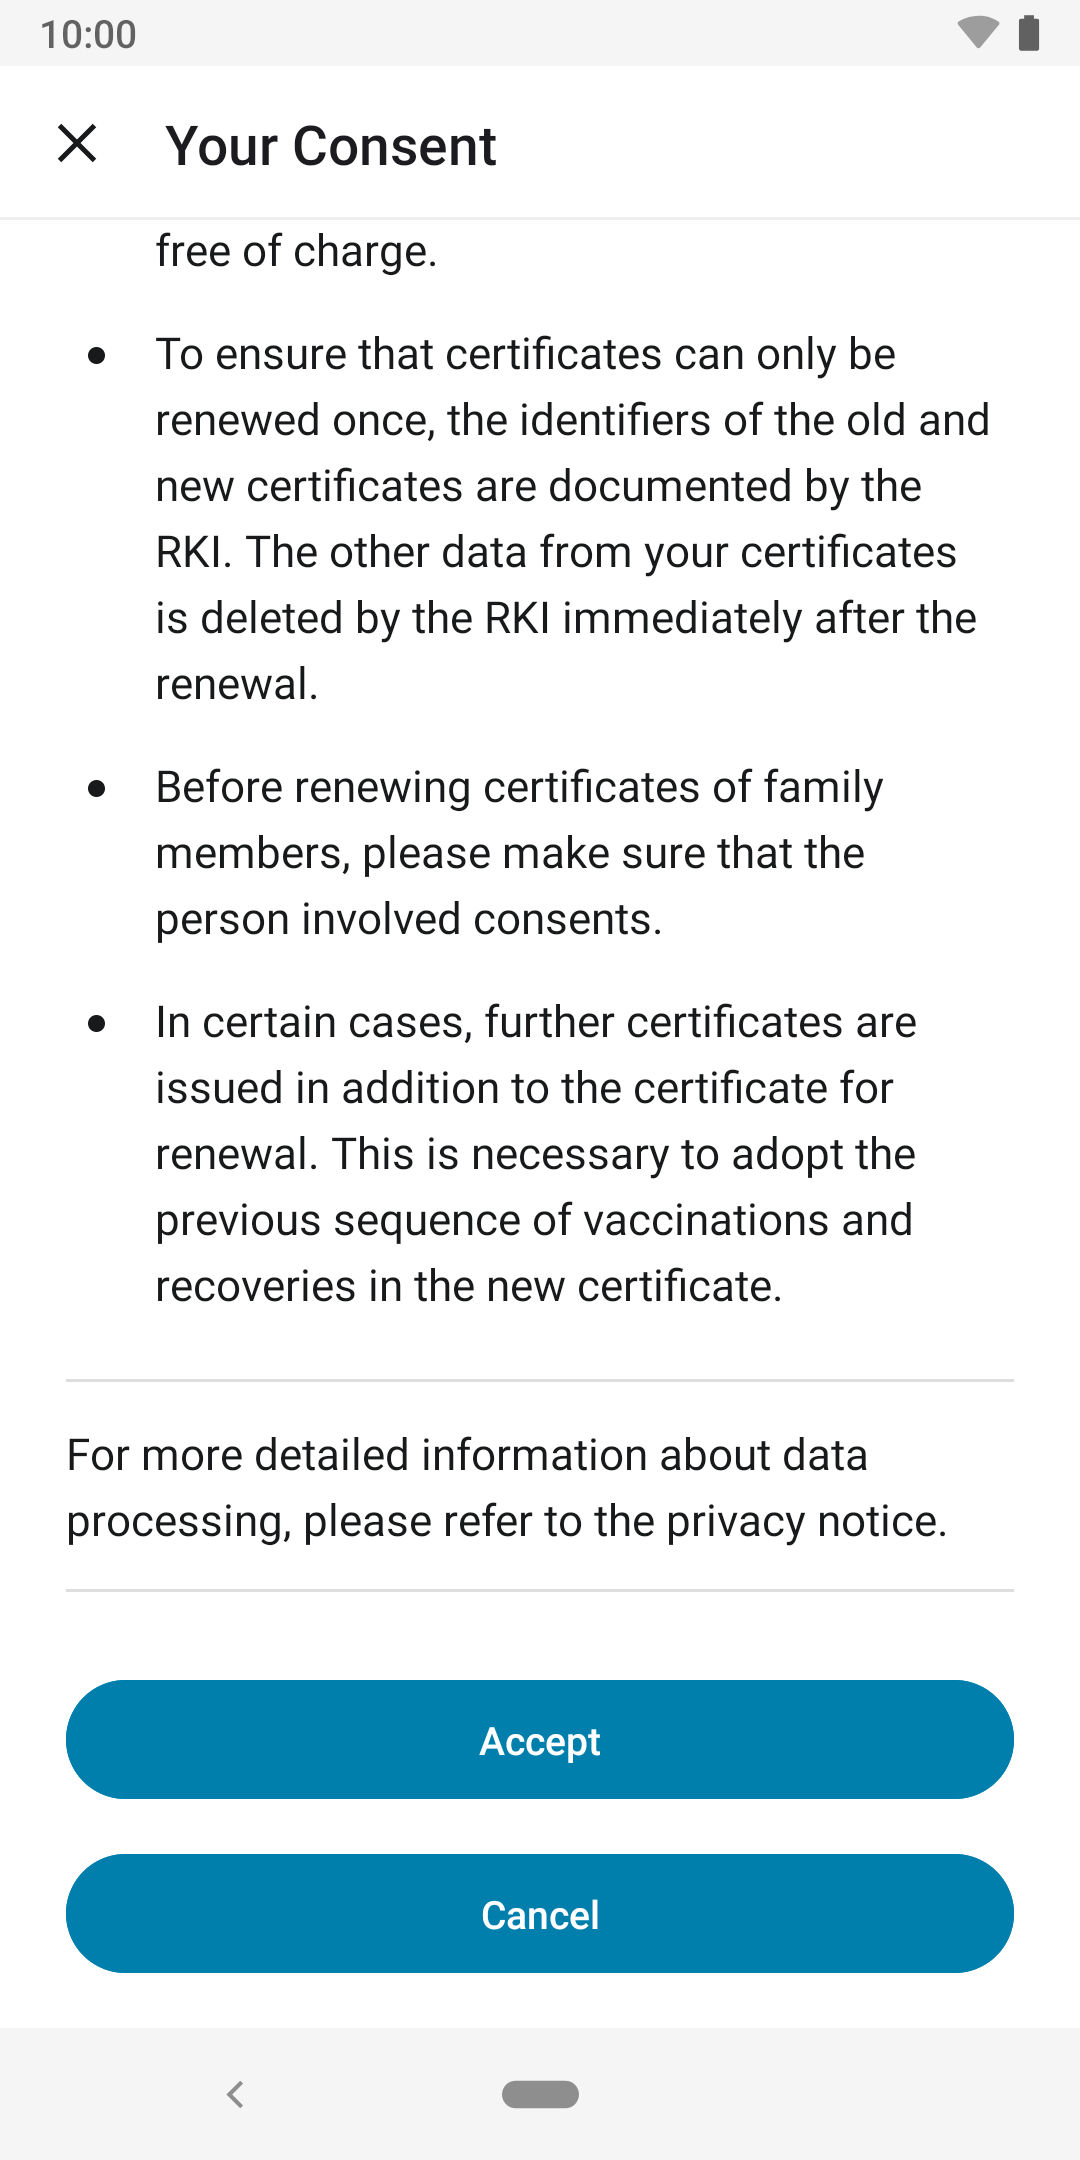 10:00
Your Consent
free of charge.
• To ensure that certificates can only be
renewed once, the identifiers of the old and
new certificates are documented by the
RKI. The other data from your certificates
is deleted by the RKI immediately after the
renewal.
• Before renewing certificates of family
members, please make sure that the
person involved consents.
• In certain cases, further certificates are
issued in addition to the certificate for
renewal. This is necessary to adopt the
previous sequence of vaccinations and
recoveries in the new certificate.
For more detailed information about data
processing, please refer to the privacy notice.
Accept
Cancel